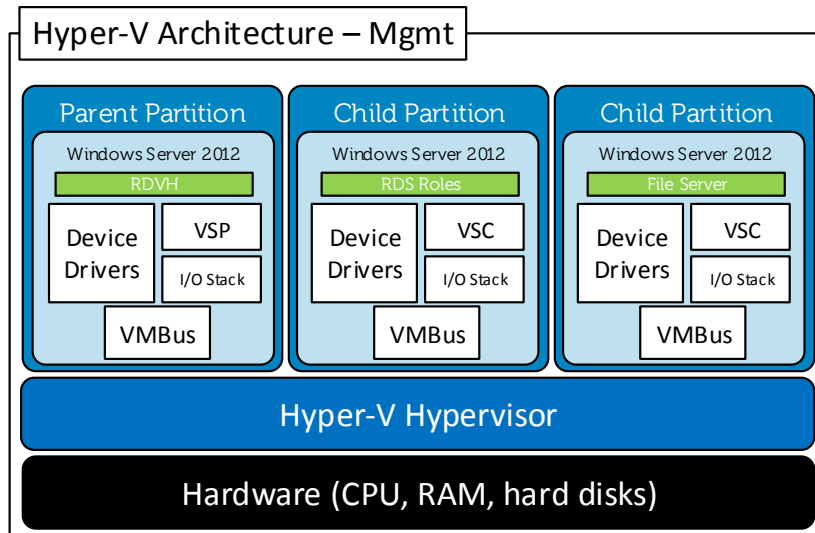 Hyper-V Architecture – Mgmt
Parent Partition
Windows Server 2012
RDVH
Device
Drivers
VSP
I/O Stack
VMBus
Child Partition
Windows Server 2012
RDS Roles
Device
Drivers
VSC
I/O Stack
VMBus
Child Partition
Windows Server 2012
File Server
Device
Drivers
VSC
I/O Stack
VMBus
Hyper-V Hypervisor
Hardware (CPU, RAM, hard disks)